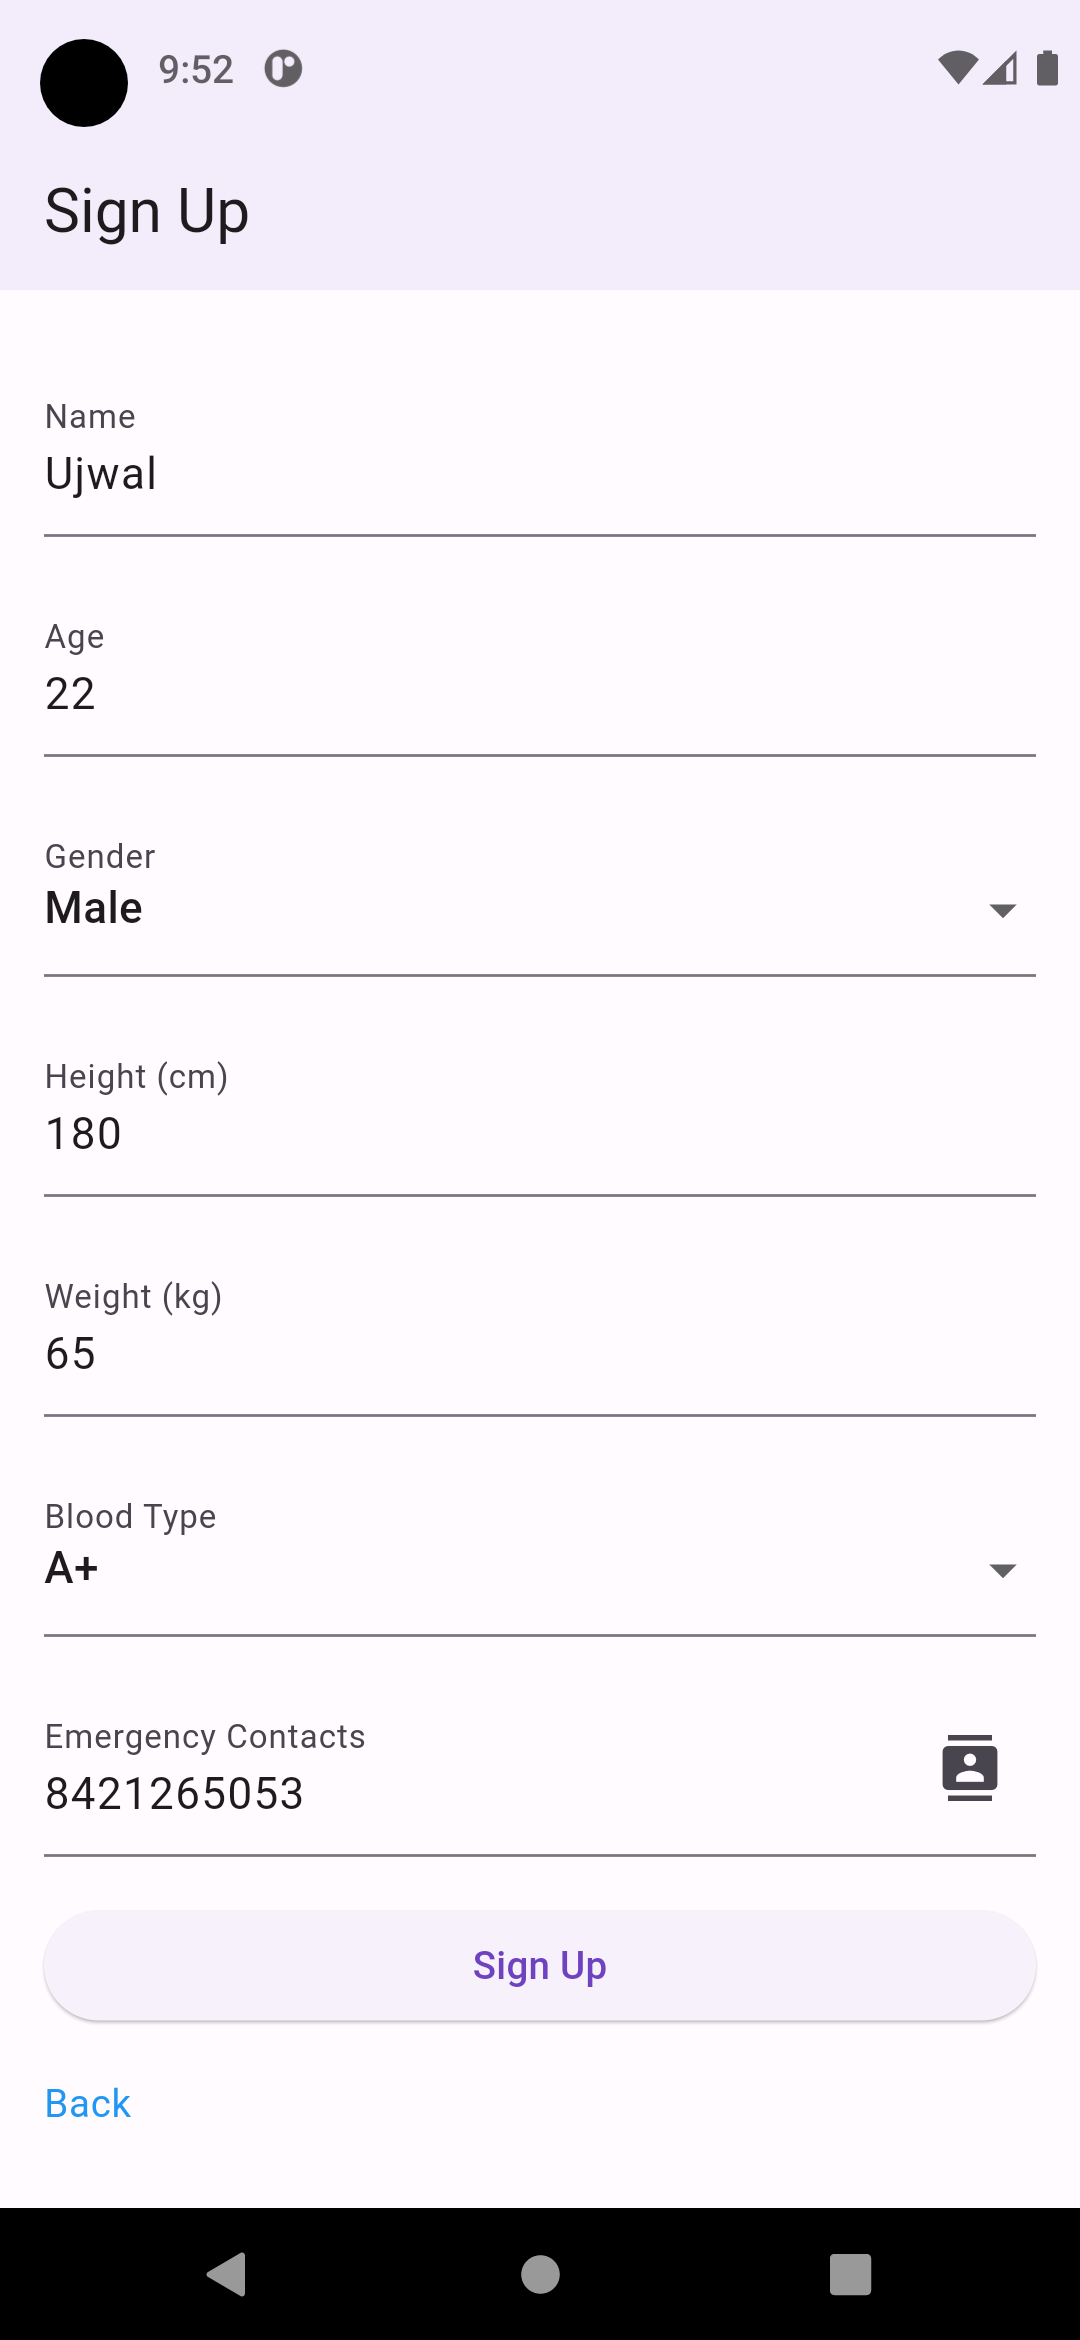 9:52
Sign Up
Name
Ujwal
Age
22
Gender
Male
Height (cm)
180
Weight (kg)
65
Blood Type
A+
Emergency Contacts
8421265053
Sign Up
Back